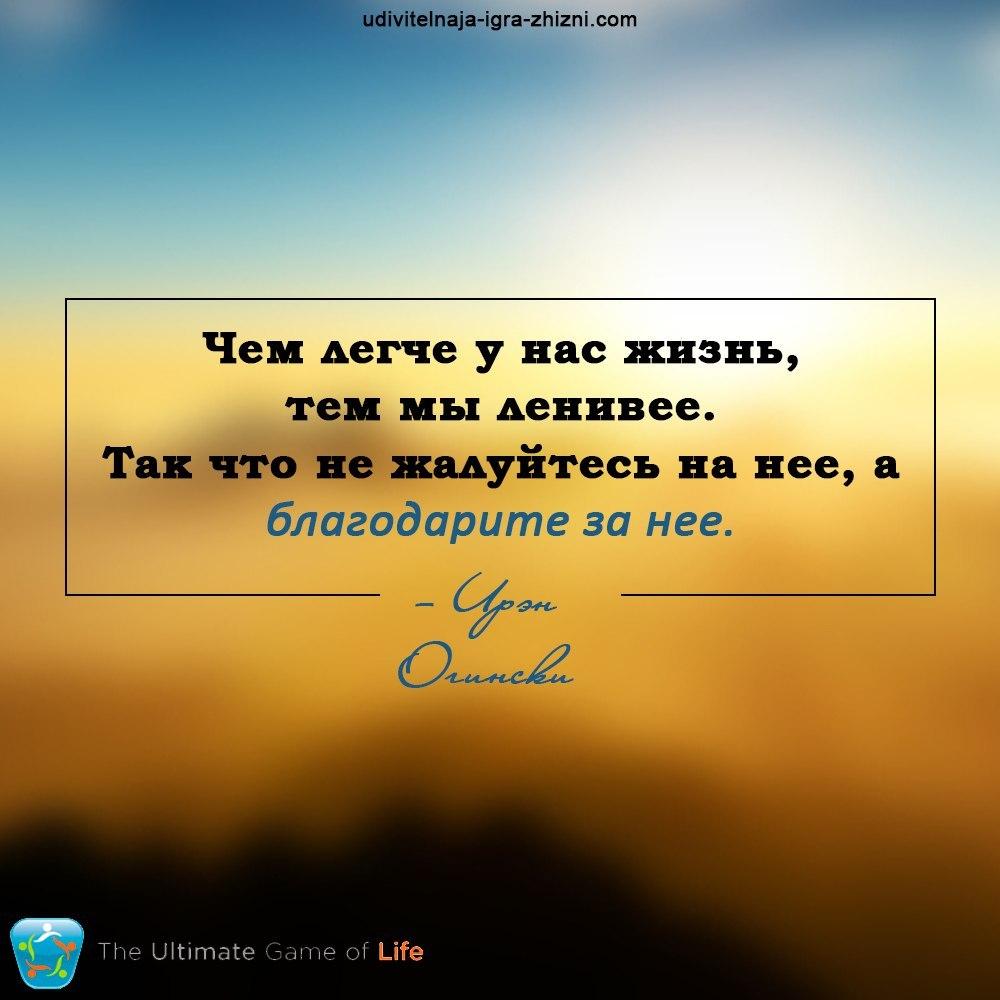 udivitelnaja-igra-zhizni.com
Чем легче у нас жизнь,
тем мы ленивее.
Так что не жалуйтесь на нее, а
благодарите за нее.
– Ирэн
Огински
The Ultimate Game of Life